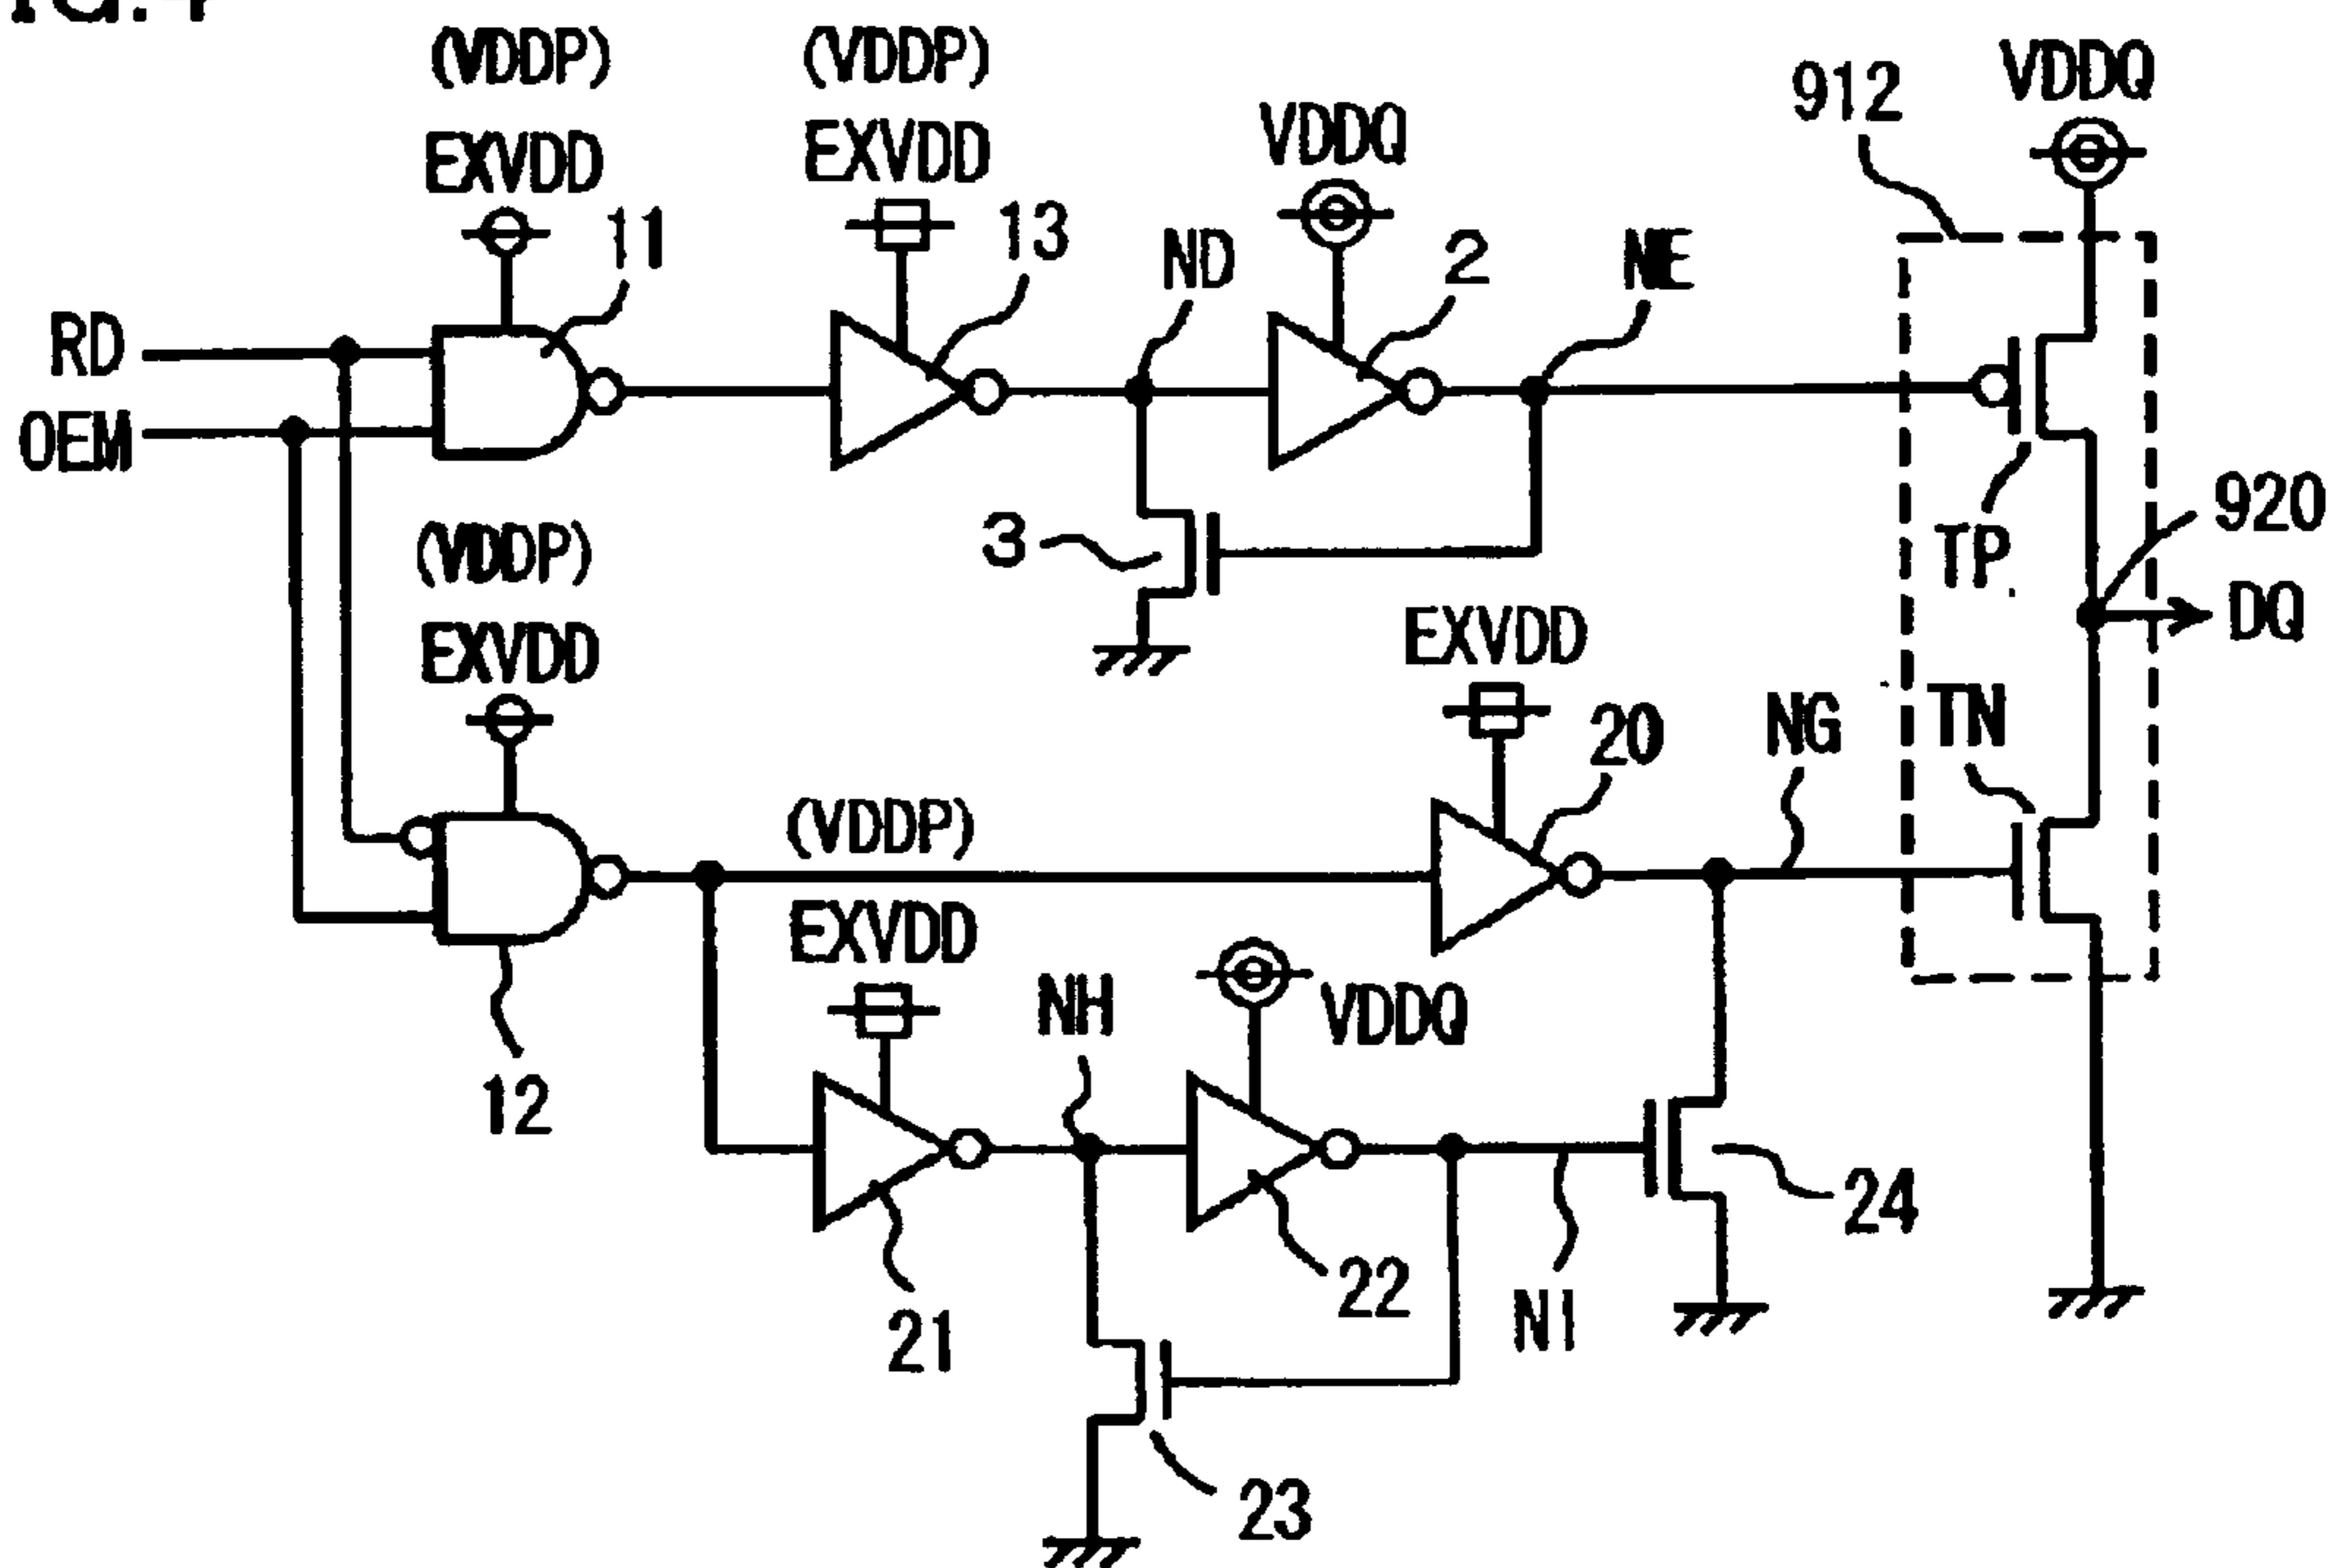 (VDDP)
EXVDD
11
(VDDP)
EXVDD
13
ND
VDDQ
2
NE
912
VDDQ
RD
OEM
3
TP
920
DQ
(VDDP)
EXVDD
12
EXVDD
20
NG
TN
(VDDP)
EXVDD
21
NH
VDDQ
22
NI
24
23